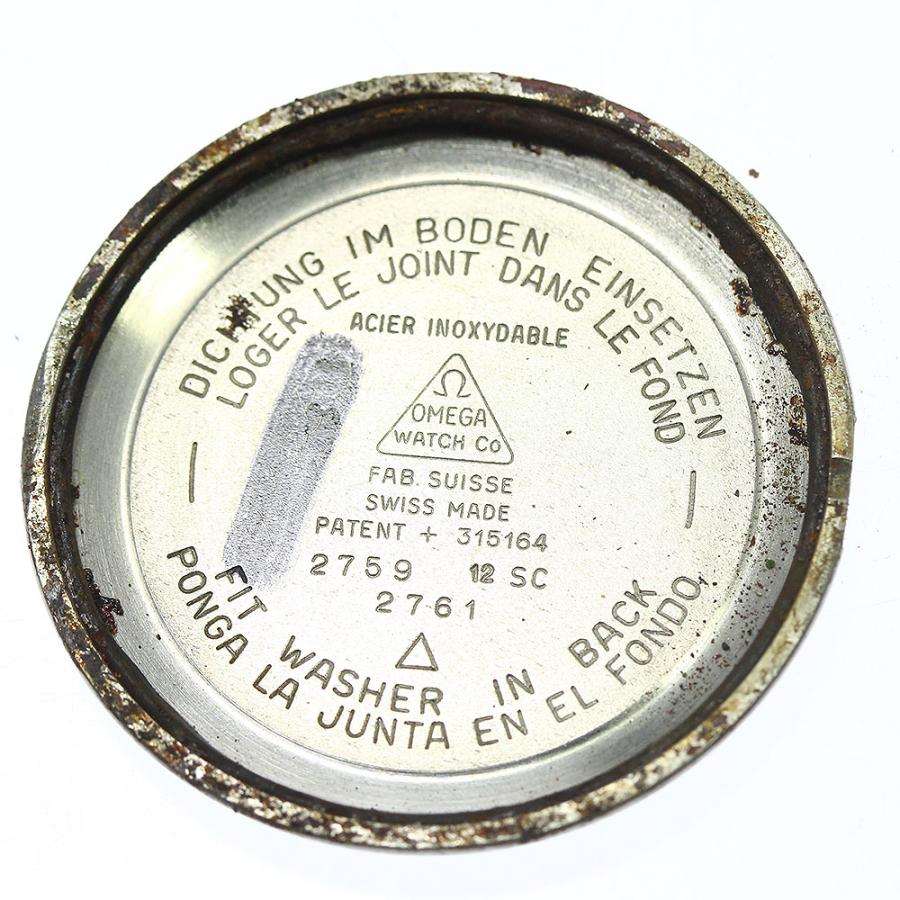 DICHTUNG IM BODEN EINSETZEN
LOGER LE JOINT DANS LE FOND
ACIER INOXYDABLE
Ω
OMEGA
WATCH Co
FAB. SUISSE
SWISS MADE
PATENT + 315164
2759 12 SC
2761
FIT WASHER IN BACK
PONGA LA JUNTA EN EL FONDO